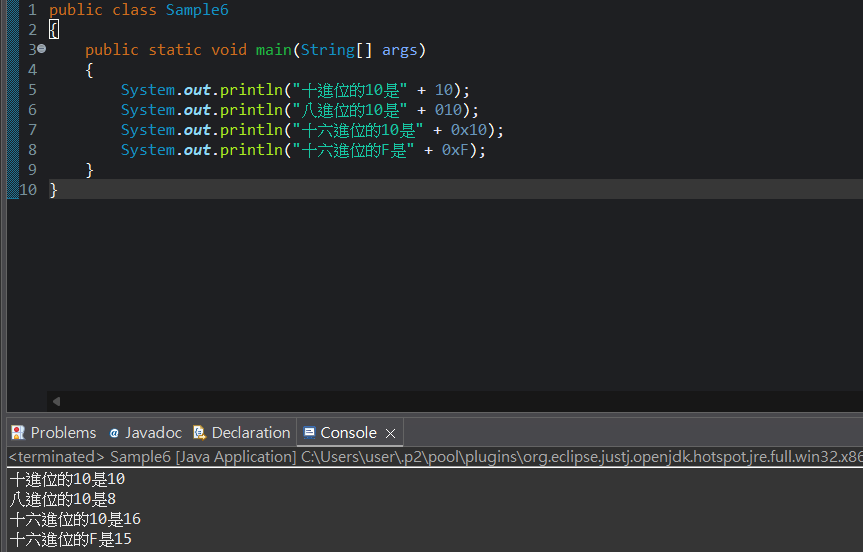 1 public class Sample6
2 {
3 public static void main(String[] args)
4 {
5 System.out.println("十進位的10是" + 10);
6 System.out.println("八進位的10是" + 010);
7 System.out.println("十六進位的10是" + 0x10);
8 System.out.println("十六進位的F是" + 0xF);
9 }
10 }
Problems @ Javadoc Declaration Console
<terminated> Sample6 [Java Application] C:\Users\user\.p2\pool\plugins\org.eclipse.justj.openjdk.hotspot.jre.full.win32.x86
十進位的10是10
八進位的10是8
十六進位的10是16
十六進位的F是15